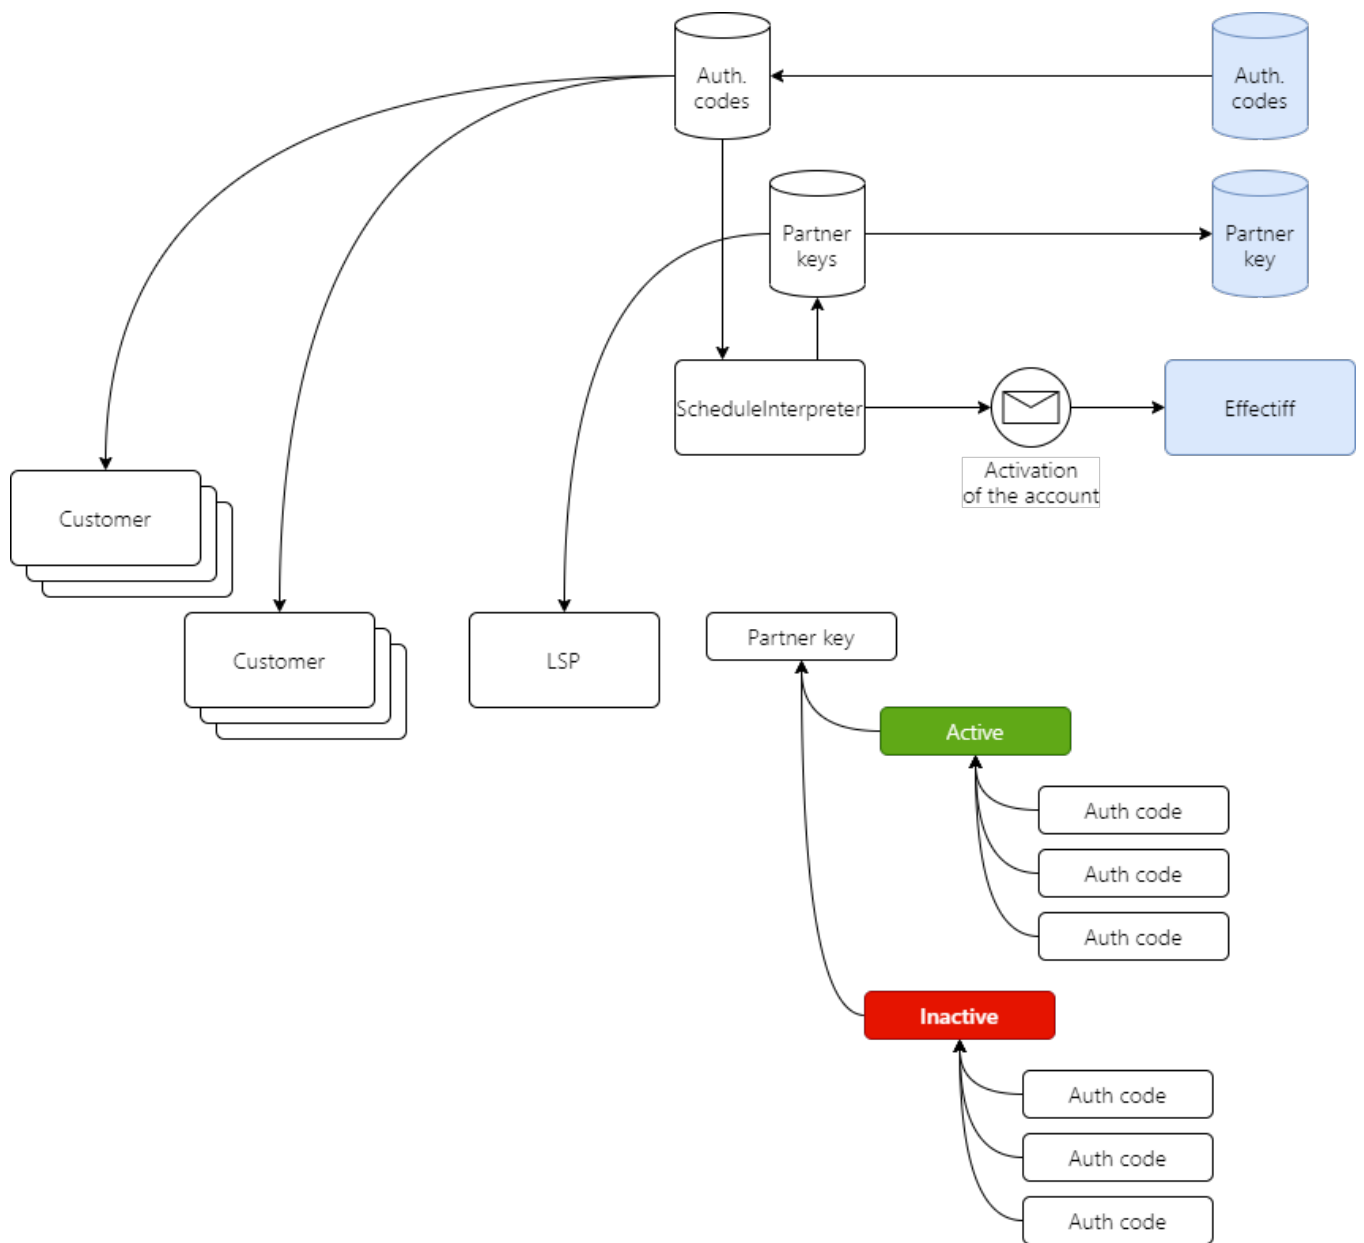 Auth.
codes
Auth.
codes
Partner
keys
Partner
key
ScheduleInterpreter
Effectiff
Activation
of the account
Customer
Customer
LSP
Partner key
Active
Auth code
Auth code
Auth code
Inactive
Auth code
Auth code
Auth code